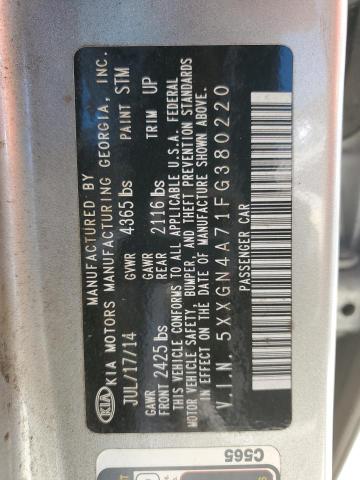 MANUFACTURED BY
KIA KIA MOTORS MANUFACTURING GEORGIA, INC.
JUL/17/14 GVWR 4365 lbs PAINT STM
GAWR FRONT 2425 lbs GAWR REAR 2116 lbs TRIM UP
THIS VEHICLE CONFORMS TO ALL APPLICABLE U.S.A. FEDERAL
MOTOR VEHICLE SAFETY, BUMPER, AND THEFT PREVENTION STANDARDS
IN EFFECT ON THE DATE OF MANUFACTURE SHOWN ABOVE.
V.I.N. 5XXGN4A71FG380220
PASSENGER CAR
C565